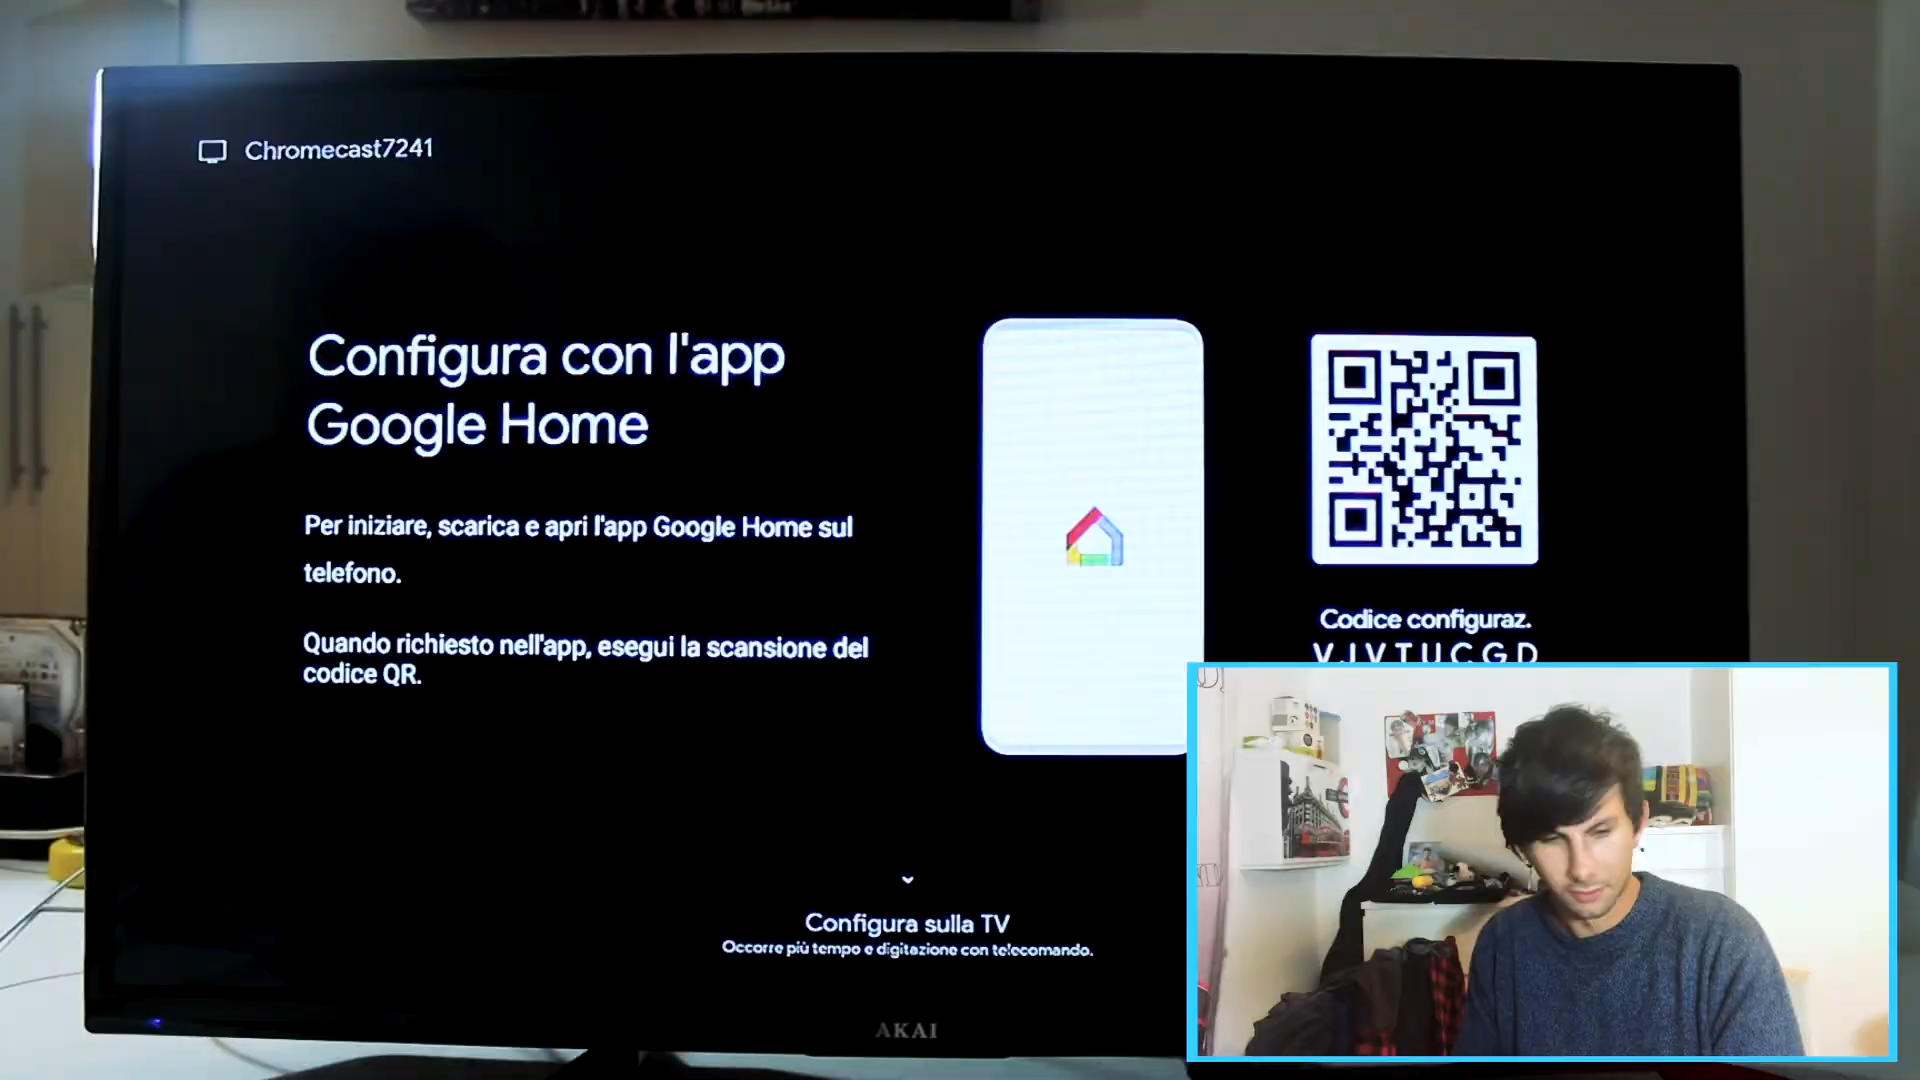 Chromecast7241
Configura con l'app
Google Home
Per iniziare, scarica e apri l'app Google Home sul
telefono.
Quando richiesto nell'app, esegui la scansione del
codice QR.
Codice configuraz.
VJVTUCGD
Configura sulla TV
Occorre più tempo e digitazione con telecomando.
AKAI